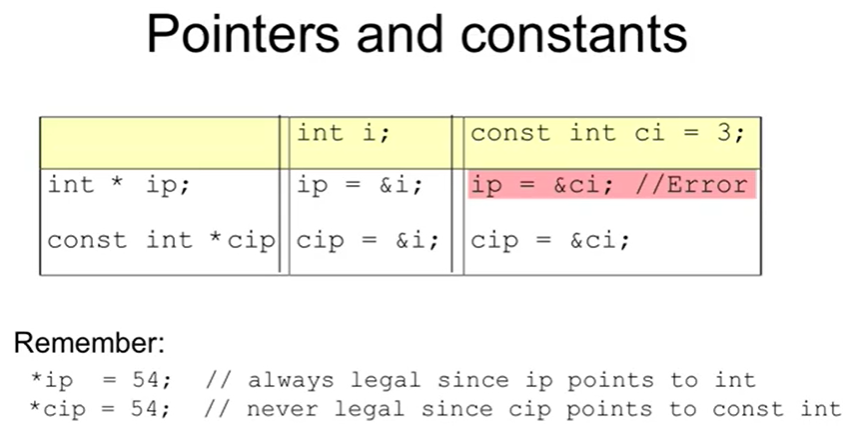 Pointers and constants
int i; const int ci = 3;
int * ip; ip = &i; ip = &ci; //Error
const int *cip cip = &i; cip = &ci;
Remember:
*ip = 54; // always legal since ip points to int
*cip = 54; // never legal since cip points to const int